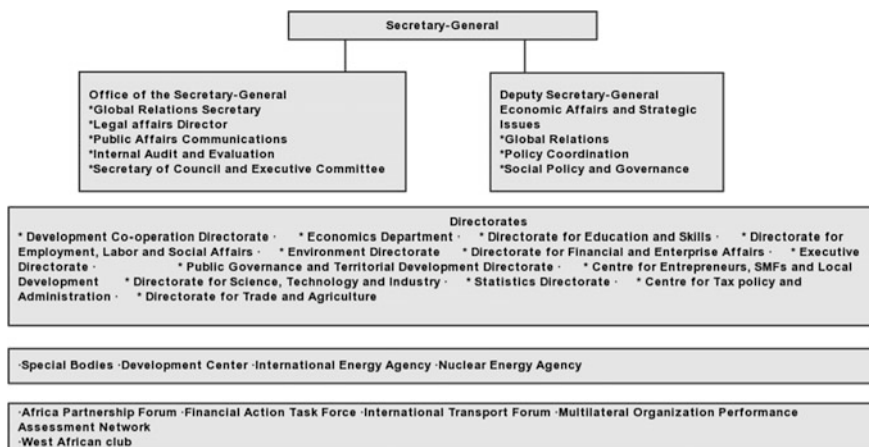 Secretary-General
Office of the Secretary-General
*Global Relations Secretary
*Legal affairs Director
*Public Affairs Communications
*Internal Audit and Evaluation
*Secretary of Council and Executive Committee
Deputy Secretary-General
Economic Affairs and Strategic
Issues
*Global Relations
*Policy Coordination
*Social Policy and Governance
Directorates
* Development Co-operation Directorate · * Economics Department · * Directorate for Education and Skills · * Directorate for
Employment, Labor and Social Affairs · * Environment Directorate * Directorate for Financial and Enterprise Affairs · * Executive
Directorate · * Public Governance and Territorial Development Directorate · * Centre for Entrepreneurs, SMFs and Local
Development * Directorate for Science, Technology and Industry · * Statistics Directorate · * Centre for Tax policy and
Administration · * Directorate for Trade and Agriculture
·Special Bodies ·Development Center ·International Energy Agency ·Nuclear Energy Agency
·Africa Partnership Forum ·Financial Action Task Force ·International Transport Forum ·Multilateral Organization Performance
Assessment Network
·West African club